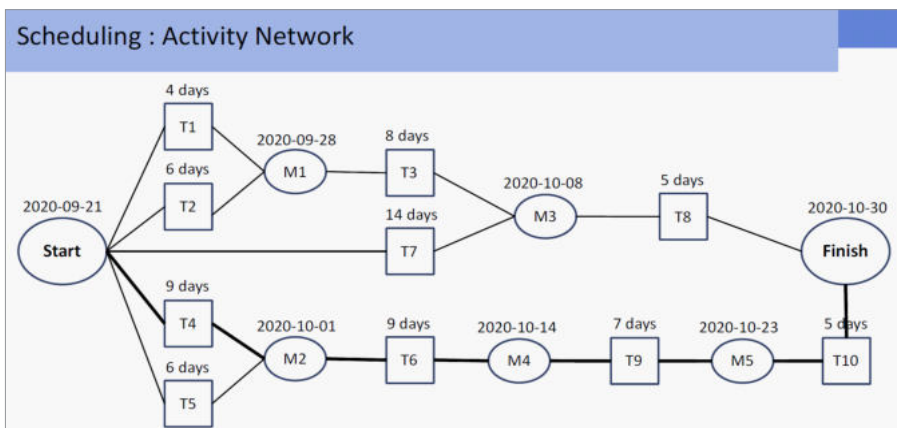 Scheduling : Activity Network
4 days
T1
2020-09-28
8 days
M1
T3
6 days
2020-10-08
5 days
2020-09-21
T2
14 days
M3
T8
2020-10-30
Start
T7
Finish
9 days
T4
2020-10-01
9 days
2020-10-14
7 days
2020-10-23
5 days
6 days
M2
T6
M4
T9
M5
T10
T5